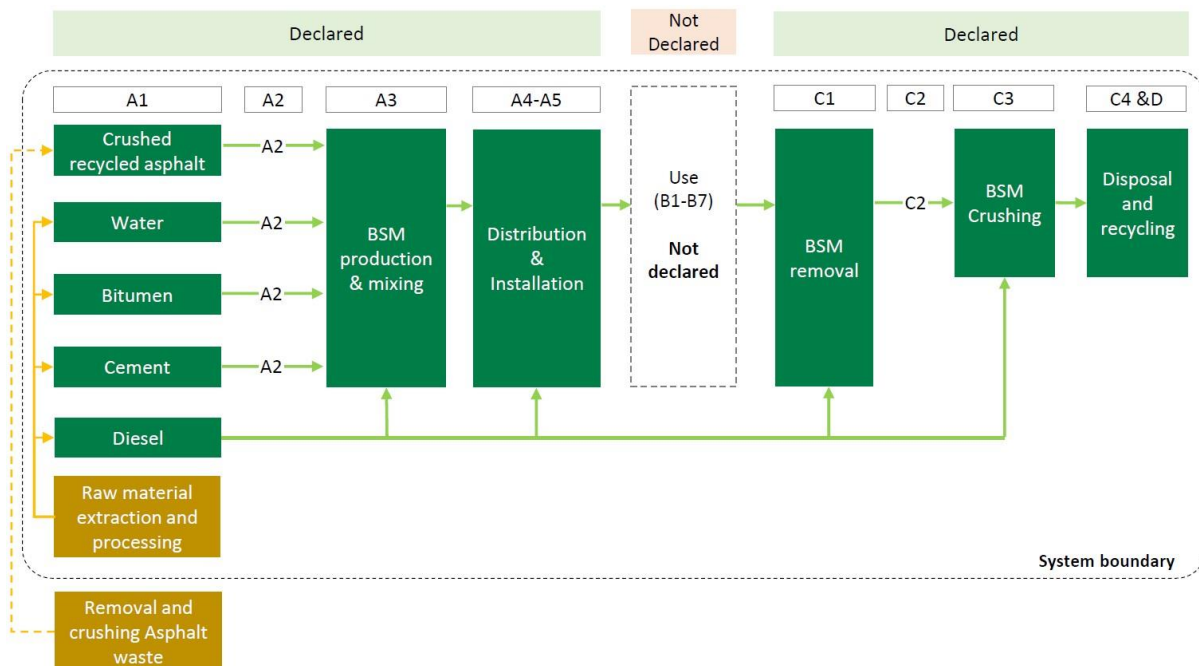 Declared
Not
Declared
Declared
A1
A2
A3
A4-A5
C1
C2
C3
C4 &D
Crushed
recycled asphalt
A2
Water
A2
Bitumen
A2
Cement
A2
Diesel
Raw material
extraction and
processing
BSM
production
& mixing
Distribution
&
Installation
Use
(B1-B7)
Not
declared
BSM
removal
C2
BSM
Crushing
Disposal
and
recycling
System boundary
Removal and
crushing Asphalt
waste